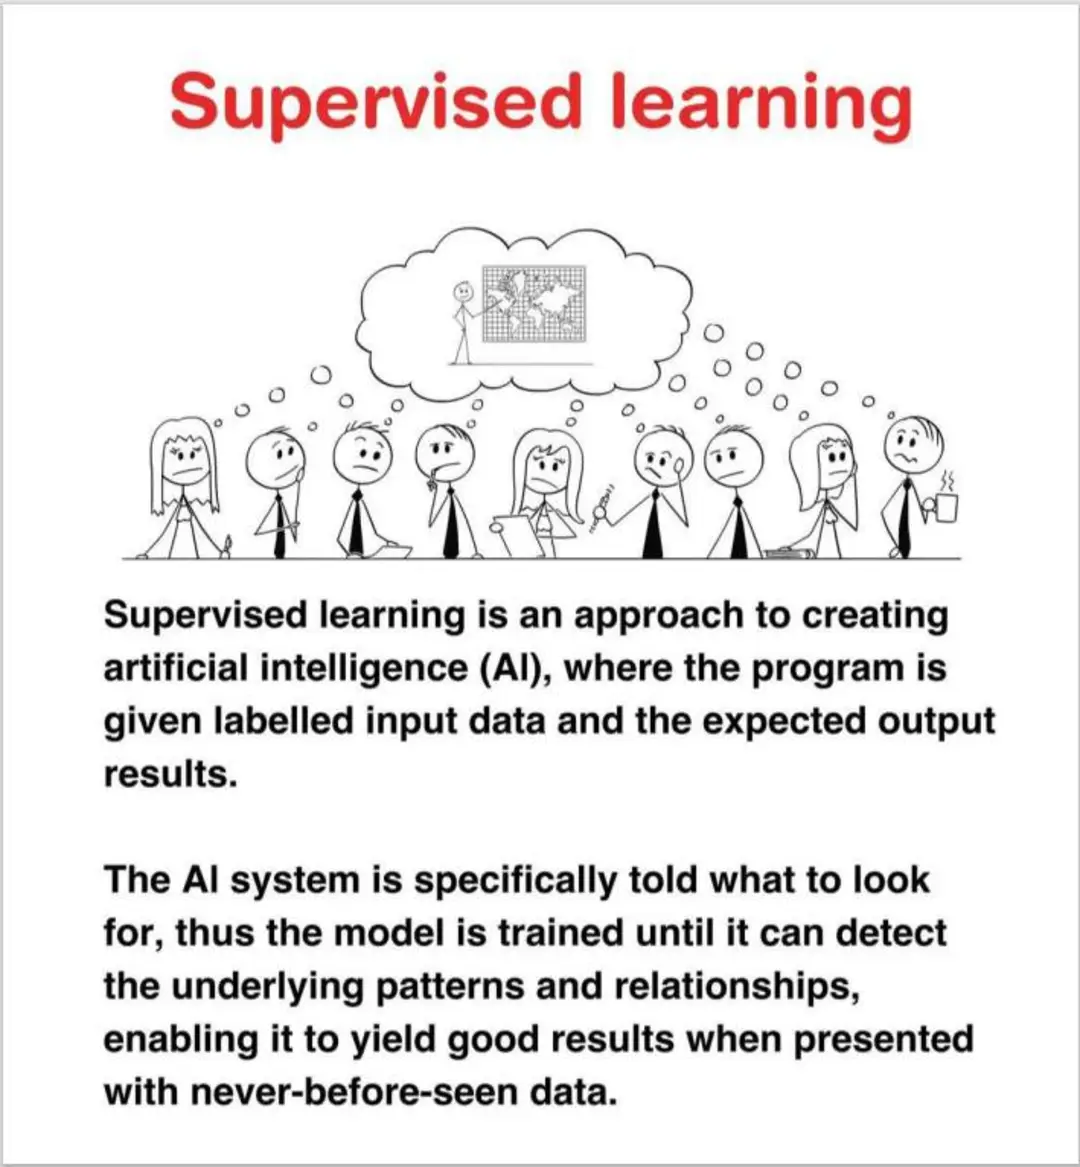 Supervised learning
Supervised learning is an approach to creating
artificial intelligence (AI), where the program is
given labelled input data and the expected output
results.
The AI system is specifically told what to look
for, thus the model is trained until it can detect
the underlying patterns and relationships,
enabling it to yield good results when presented
with never-before-seen data.